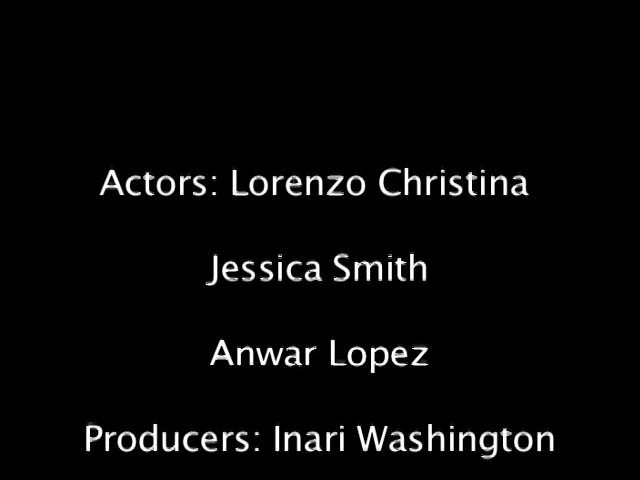 Actors: Lorenzo Christina
Jessica Smith
Anwar Lopez
Producers: Inari Washington